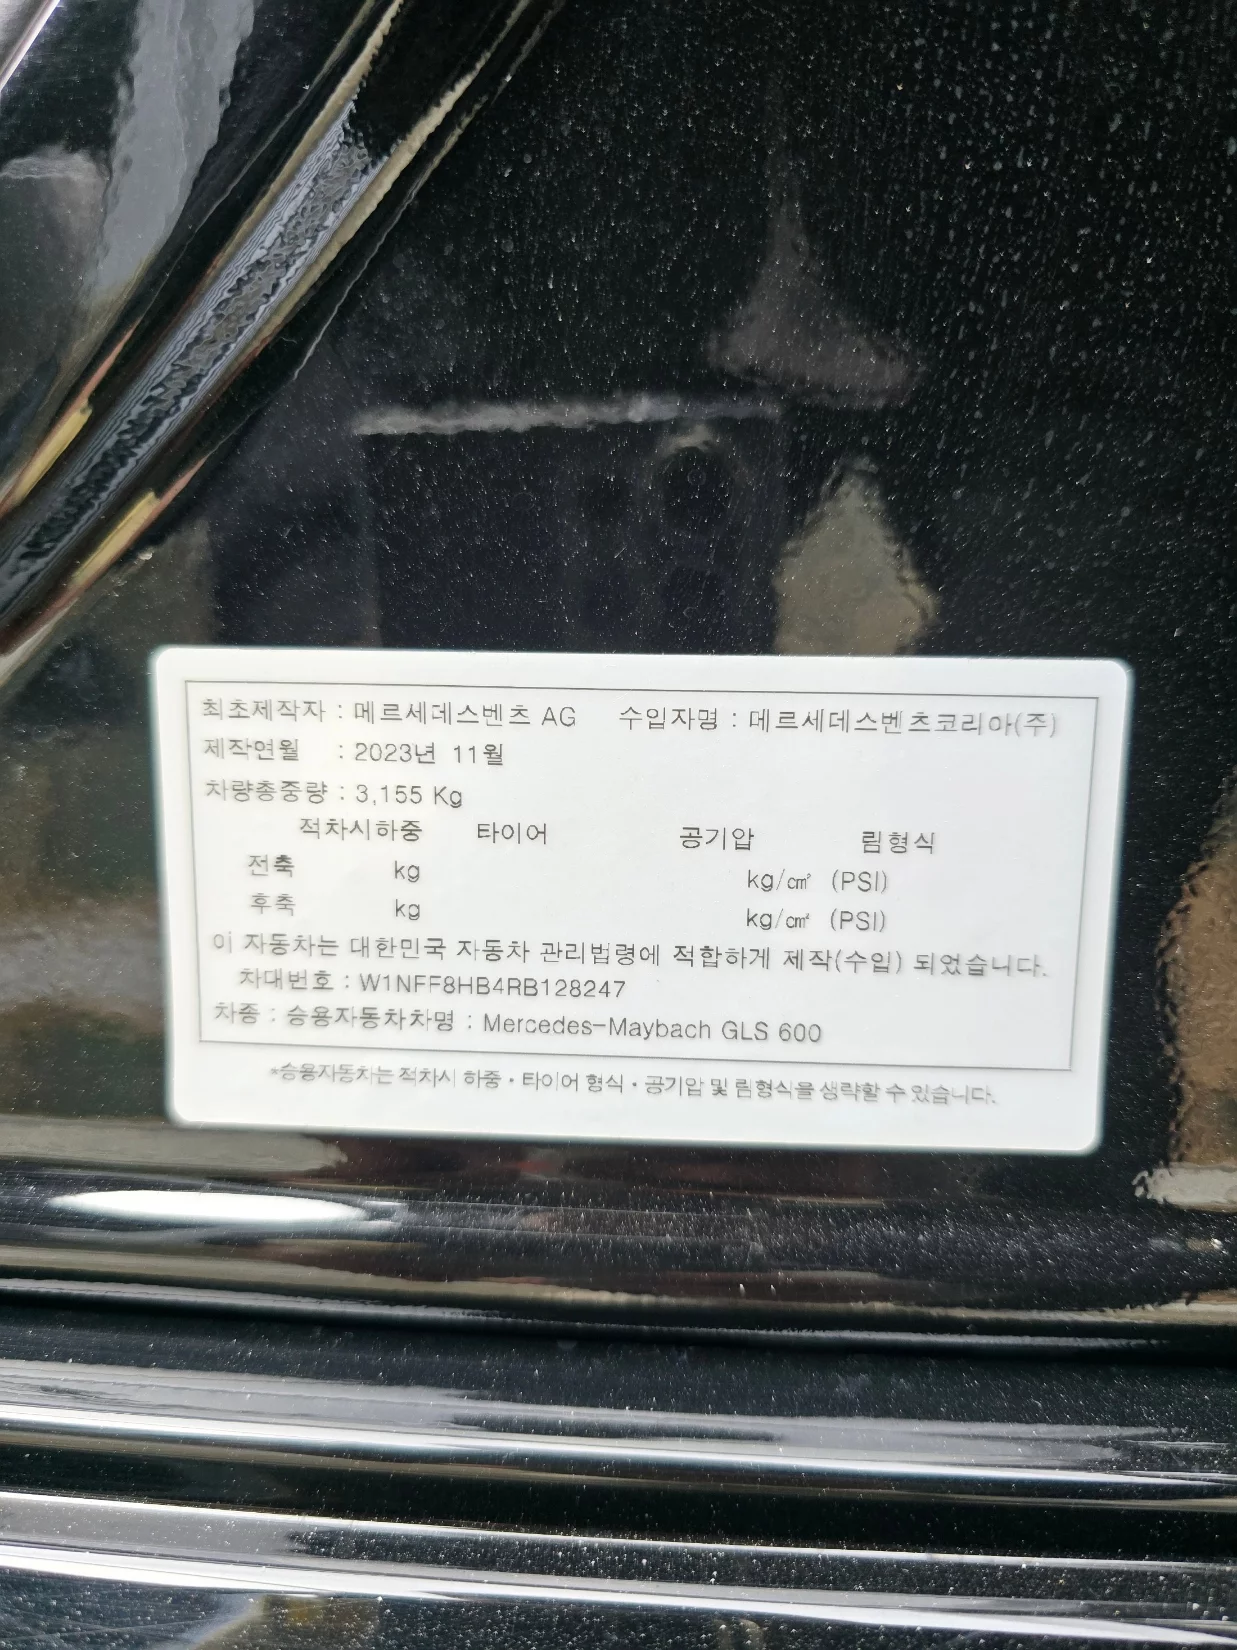 최초제작자 : 메르세데스벤츠 AG 수입자명 : 메르세데스벤츠코리아(주)
제작연월 : 2023년 11월
차량총중량 : 3,155 Kg
적차시하중 타이어 공기압 림형식
전축 kg kg/㎠ (PSI)
후축 kg kg/㎠ (PSI)
이 자동차는 대한민국 자동차 관리법령에 적합하게 제작(수입) 되었습니다.
차대번호 : W1NFF8HB4RB128247
차종 : 승용자동차차명 : Mercedes-Maybach GLS 600
*승용자동차는 적차시 하중・타이어 형식・공기압 및 림형식을 생략할 수 있습니다.